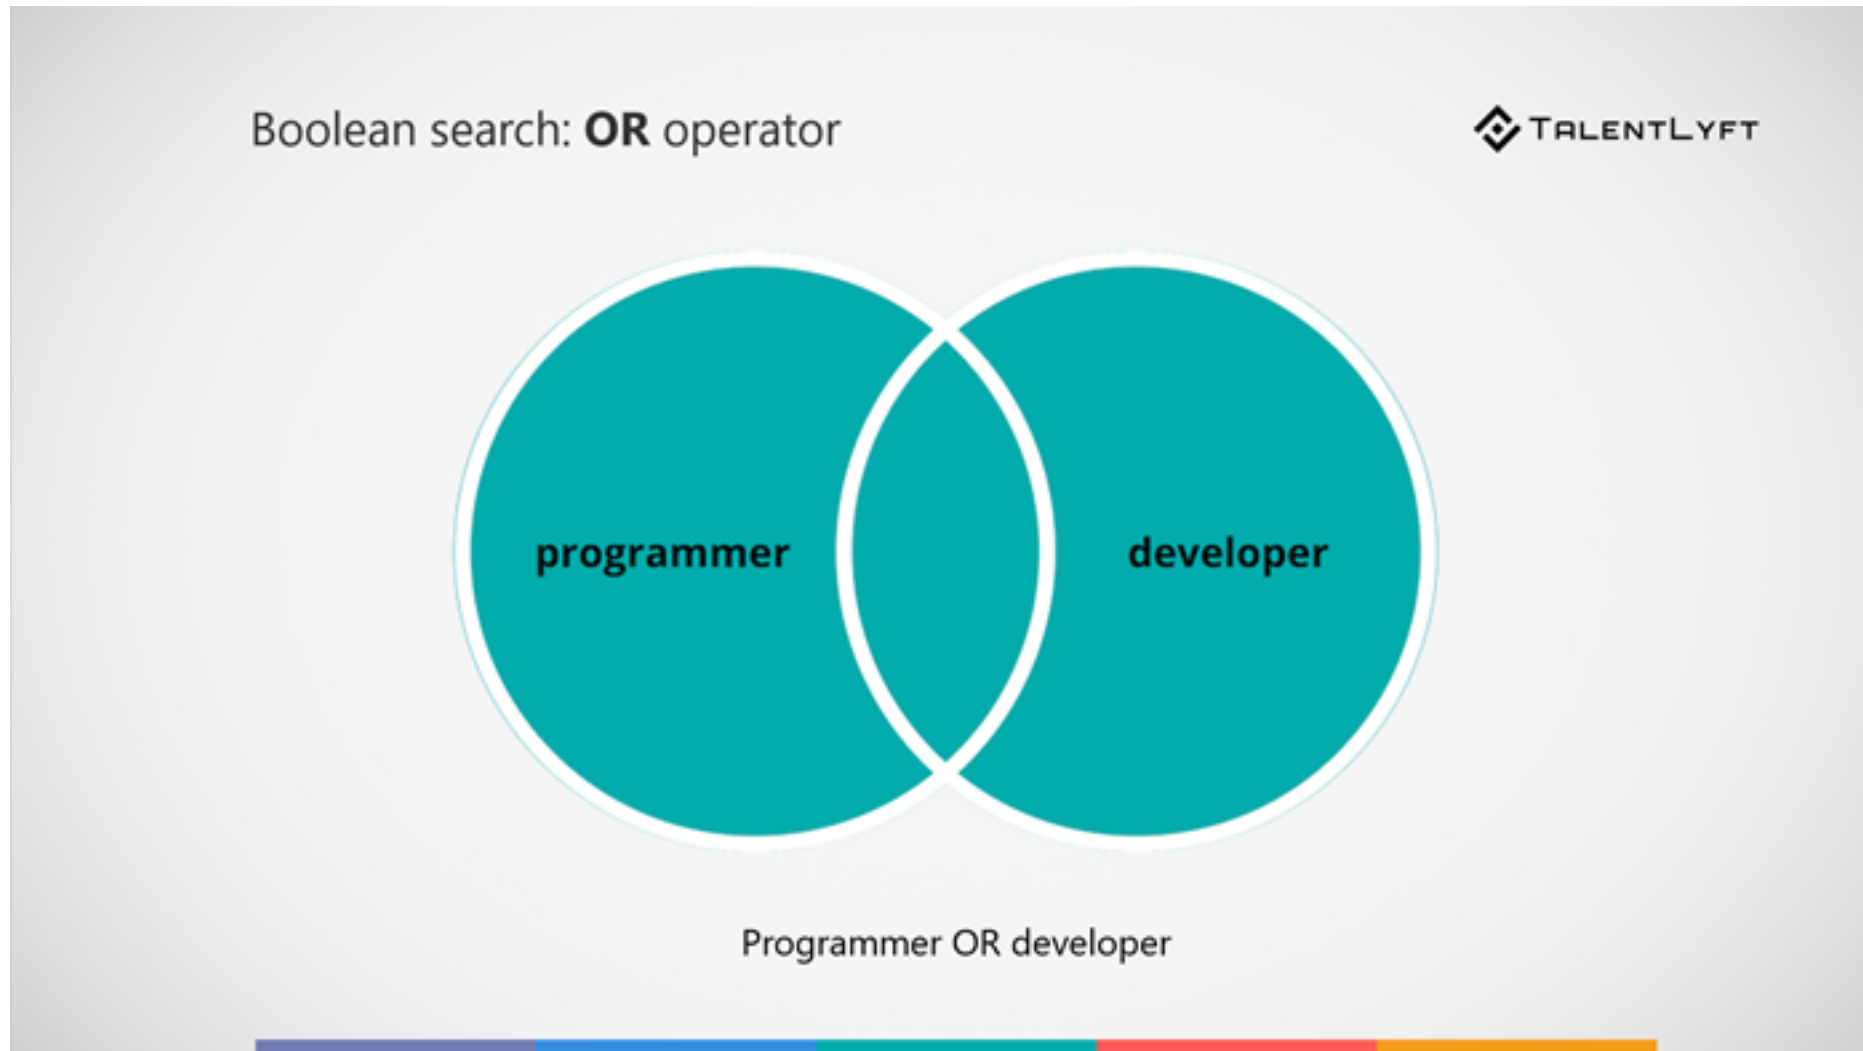 Boolean search: OR operator
TALENTLYFT
programmer
developer
Programmer OR developer